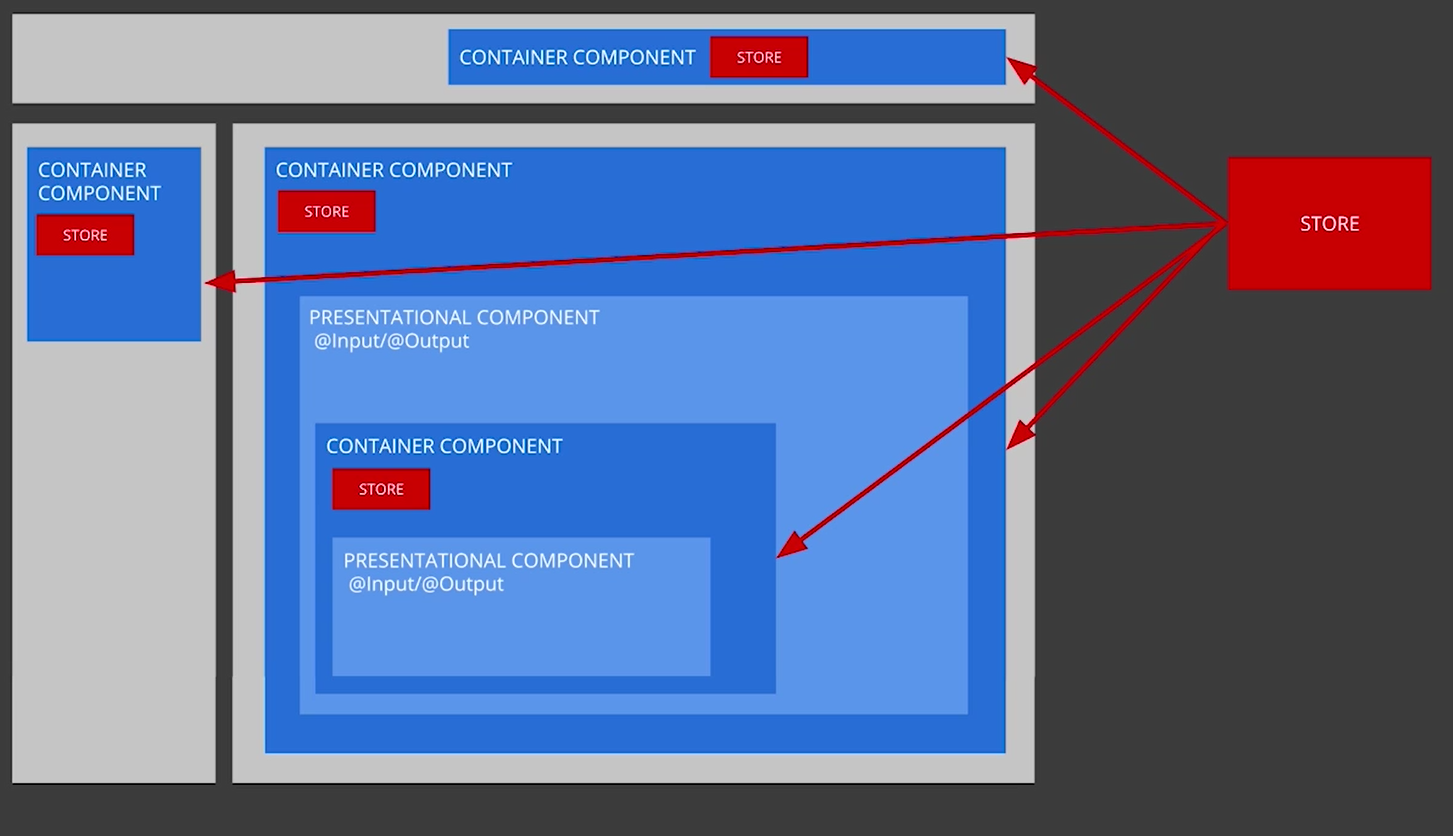 CONTAINER COMPONENT
STORE
CONTAINER
COMPONENT
STORE
CONTAINER COMPONENT
STORE
PRESENTATIONAL COMPONENT
@Input/@Output
CONTAINER COMPONENT
STORE
PRESENTATIONAL COMPONENT
@Input/@Output
STORE